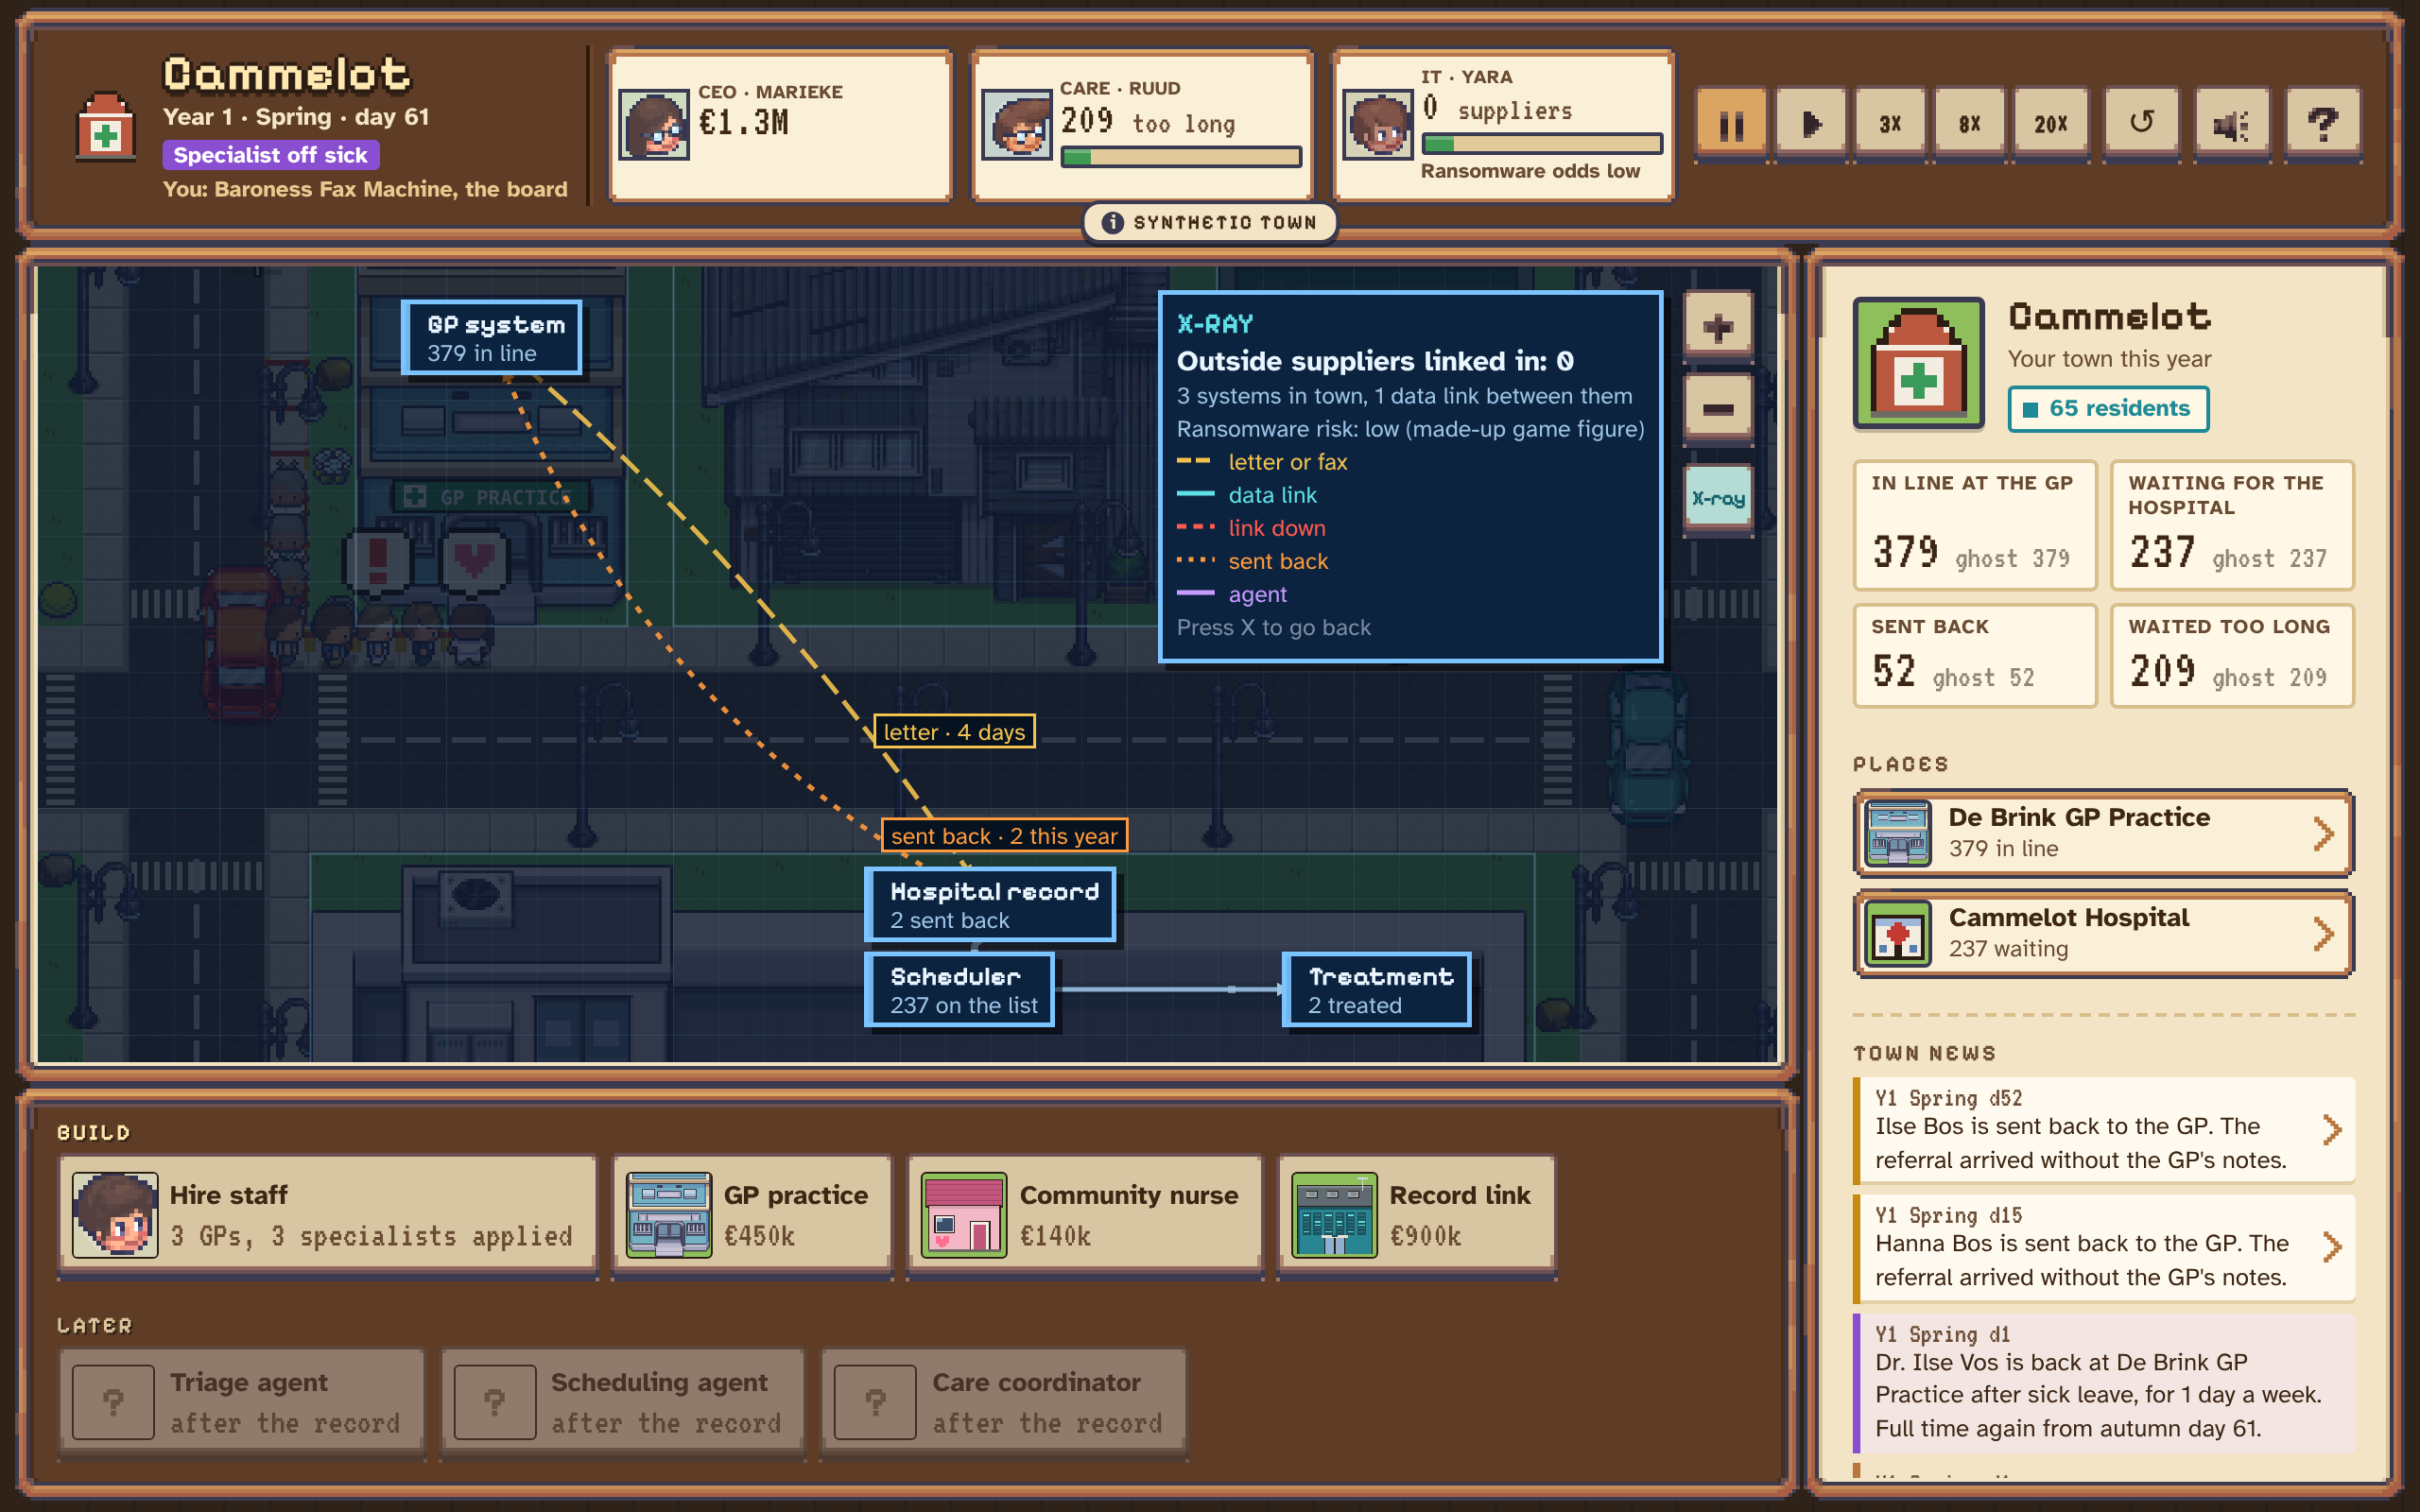 Cammelot
Year 1 · Spring · day 61
Specialist off sick
You: Baroness Fax Machine, the board
CEO · MARIEKE
€1.3M
CARE · RUUD
209 too long
IT · YARA
0 suppliers
Ransomware odds low
3X
8X
20X
?
SYNTHETIC TOWN
GP system
379 in line
GP PRACTICE
X-RAY
Outside suppliers linked in: 0
3 systems in town, 1 data link between them
Ransomware risk: low (made-up game figure)
letter or fax
data link
link down
sent back
agent
Press X to go back
X-ray
letter · 4 days
sent back · 2 this year
Hospital record
2 sent back
Scheduler
237 on the list
Treatment
2 treated
Cammelot
Your town this year
65 residents
IN LINE AT THE GP
379 ghost 379
WAITING FOR THE
HOSPITAL
237 ghost 237
SENT BACK
52 ghost 52
WAITED TOO LONG
209 ghost 209
PLACES
De Brink GP Practice
379 in line
Cammelot Hospital
237 waiting
TOWN NEWS
Y1 Spring d52
Ilse Bos is sent back to the GP. The
referral arrived without the GP's notes.
Y1 Spring d15
Hanna Bos is sent back to the GP. The
referral arrived without the GP's notes.
Y1 Spring d1
Dr. Ilse Vos is back at De Brink GP
Practice after sick leave, for 1 day a week.
Full time again from autumn day 61.
BUILD
Hire staff
3 GPs, 3 specialists applied
GP practice
€450k
Community nurse
€140k
Record link
€900k
LATER
?
Triage agent
after the record
?
Scheduling agent
after the record
?
Care coordinator
after the record